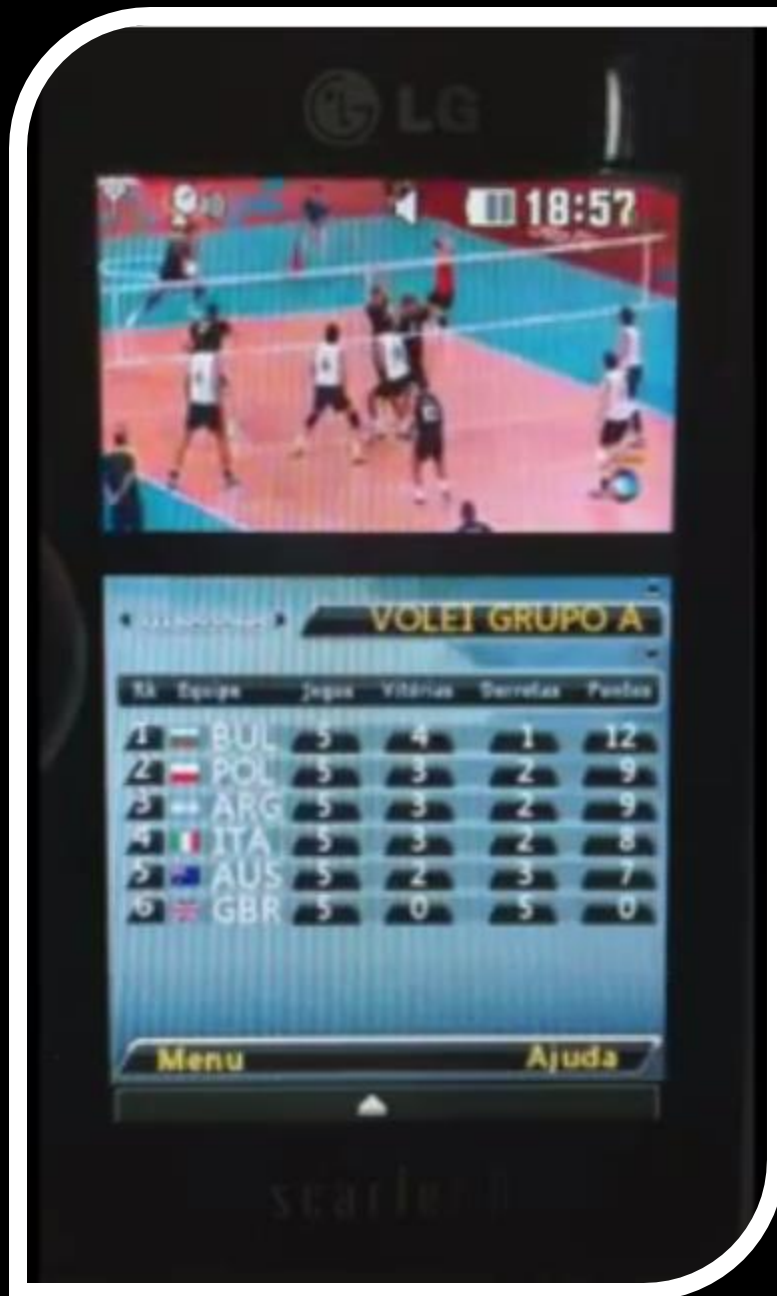 LG
18:57
VOLEI GRUPO A
Rk Equipe Jogos Vitórias Derrotas Pontos
1 BUL 5 4 1 12
2 POL 5 3 2 9
3 ARG 5 3 2 9
4 ITA 5 3 2 8
5 AUS 5 2 3 7
6 GBR 5 0 5 0
Menu Ajuda